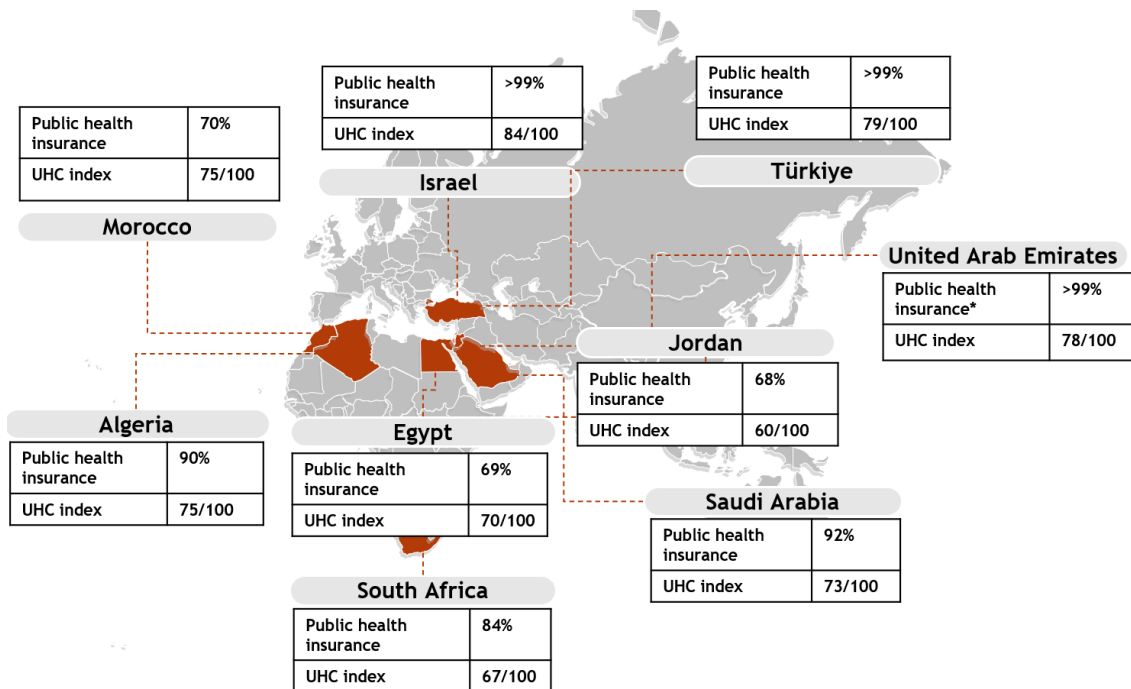 Public health
insurance
>99%
UHC index
84/100
Israel
Public health
insurance
>99%
UHC index
79/100
Türkiye
Public health
insurance
70%
UHC index
75/100
Morocco
United Arab Emirates
Public health
insurance*
>99%
UHC index
78/100
Jordan
Public health
insurance
68%
UHC index
60/100
Algeria
Public health
insurance
90%
UHC index
75/100
Egypt
Public health
insurance
69%
UHC index
70/100
Saudi Arabia
Public health
insurance
92%
UHC index
73/100
South Africa
Public health
insurance
84%
UHC index
67/100